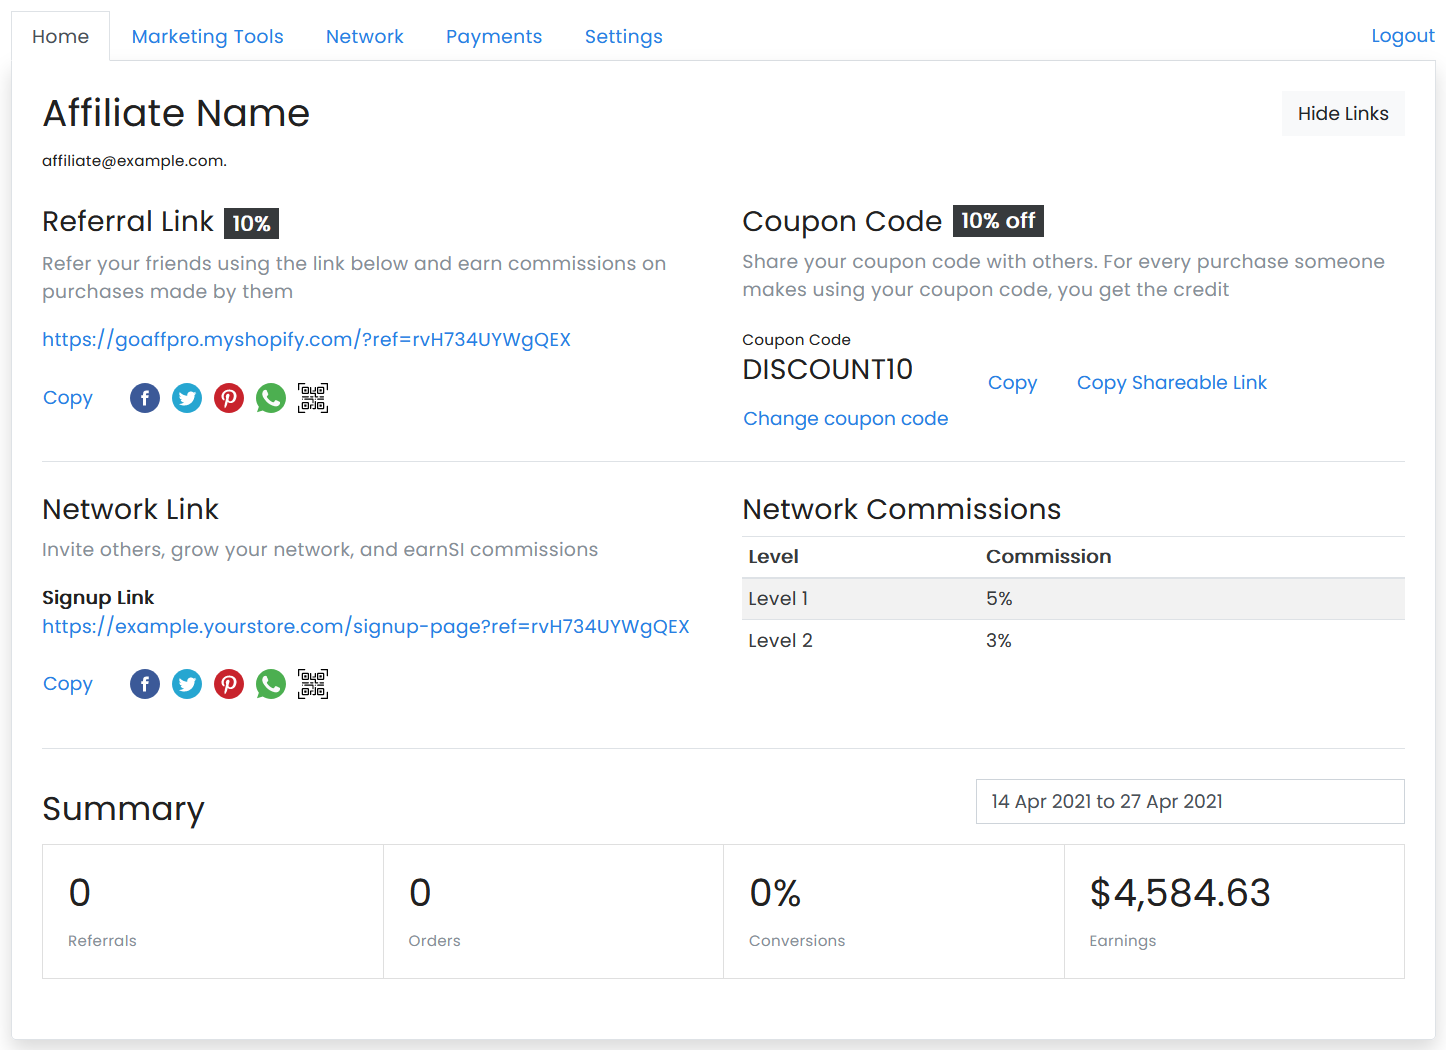 Home
Marketing Tools
Network
Payments
Settings
Logout
Affiliate Name
Hide Links
affiliate@example.com.
Referral Link 10%
Refer your friends using the link below and earn commissions on
purchases made by them
https://goaffpro.myshopify.com/?ref=rvH734UYWgQEX
Copy
Coupon Code 10% off
Share your coupon code with others. For every purchase someone
makes using your coupon code, you get the credit
Coupon Code
DISCOUNT10
Copy
Copy Shareable Link
Change coupon code
Network Link
Invite others, grow your network, and earnSI commissions
Signup Link
https://example.yourstore.com/signup-page?ref=rvH734UYWgQEX
Copy
Network Commissions
Level Commission
Level 1 5%
Level 2 3%
Summary
14 Apr 2021 to 27 Apr 2021
0
Referrals
0
Orders
0%
Conversions
$4,584.63
Earnings